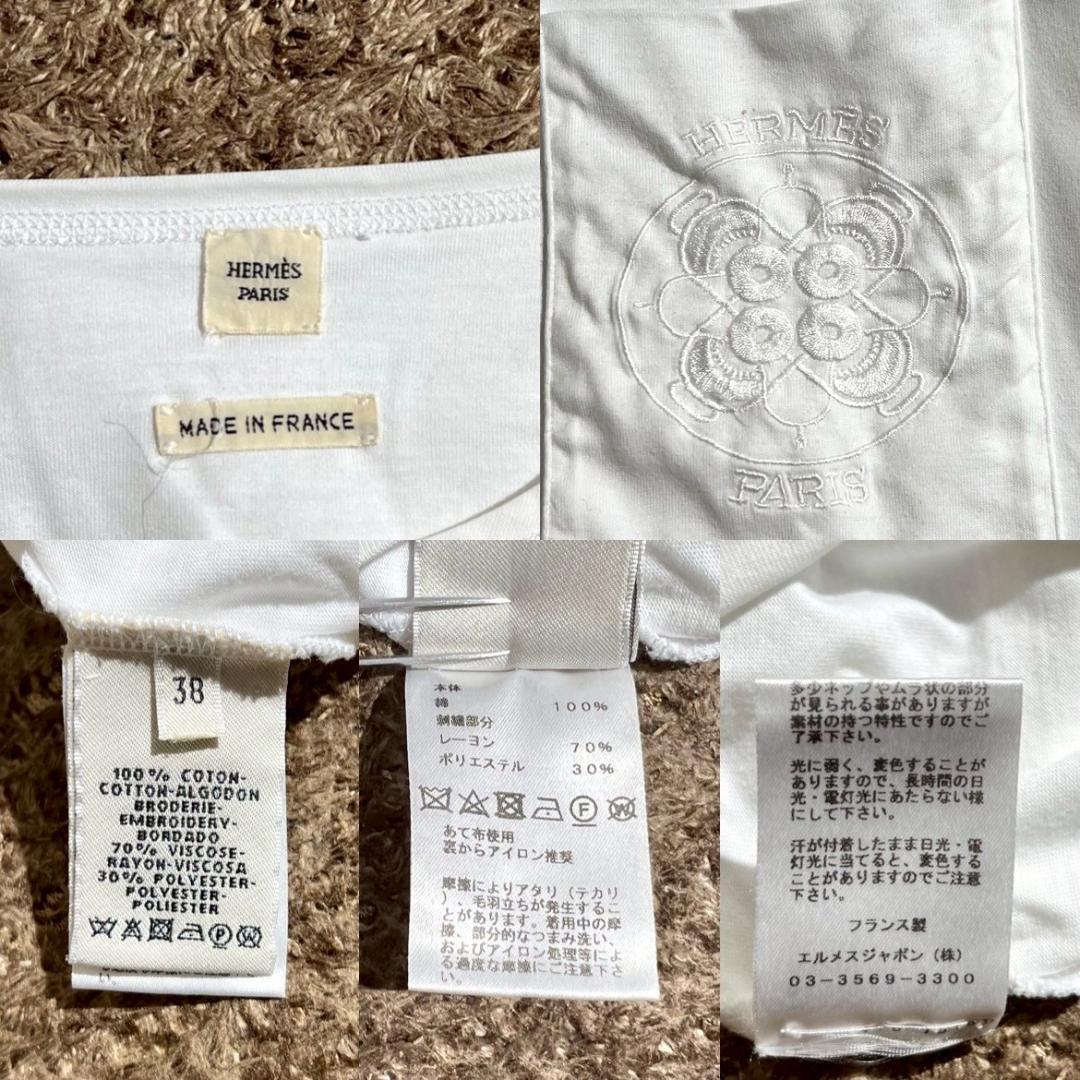 HERMÈS
PARIS
MADE IN FRANCE
HERMÈS
PARIS
38
100% COTON-
COTTON-ALGODON
BRODERIE-
EMBROIDERY-
BORDADO
70% VISCOSE-
RAYON-VISCOSA
30% POLYESTER-
POLYESTER-
POLIESTER
い。
本体
綿 100%
刺繍部分
レーヨン 70%
ポリエステル 30%
あて布使用
裏からアイロン推奨
摩擦によりアタリ(テカリ
)、毛羽立ちが発生するこ
とがあります。着用中の摩
擦、部分的なつまみ洗い、
およびアイロン処理等によ
る過度な摩擦にご注意下さ
い。
多少ネップやムラ状の部分
が見られる事がありますが
素材の持つ特性ですのでご
了承下さい。
光に弱く、変色することが
ありますので、長時間の日
光・電灯光にあたらない様
にして下さい。
汗が付着したまま日光・電
灯光に当てると、変色する
ことがありますのでご注意
下さい。
フランス製
エルメスジャポン(株)
03-3569-3300